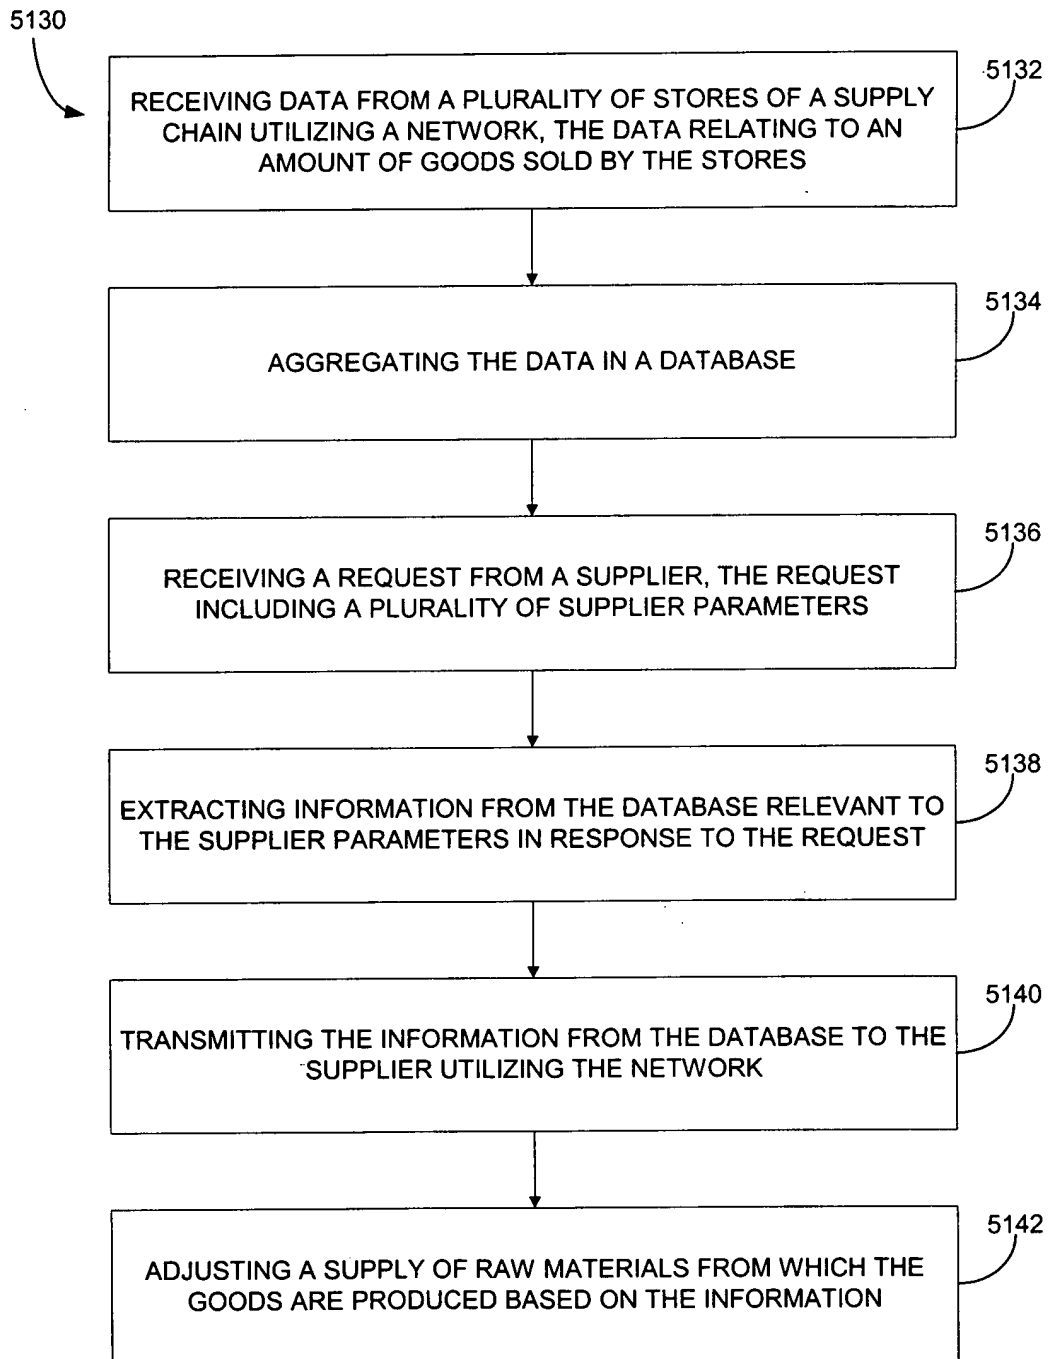 5130
5132
RECEIVING DATA FROM A PLURALITY OF STORES OF A SUPPLY
CHAIN UTILIZING A NETWORK, THE DATA RELATING TO AN
AMOUNT OF GOODS SOLD BY THE STORES
5134
AGGREGATING THE DATA IN A DATABASE
5136
RECEIVING A REQUEST FROM A SUPPLIER, THE REQUEST
INCLUDING A PLURALITY OF SUPPLIER PARAMETERS
5138
EXTRACTING INFORMATION FROM THE DATABASE RELEVANT TO
THE SUPPLIER PARAMETERS IN RESPONSE TO THE REQUEST
5140
TRANSMITTING THE INFORMATION FROM THE DATABASE TO THE
SUPPLIER UTILIZING THE NETWORK
5142
ADJUSTING A SUPPLY OF RAW MATERIALS FROM WHICH THE
GOODS ARE PRODUCED BASED ON THE INFORMATION